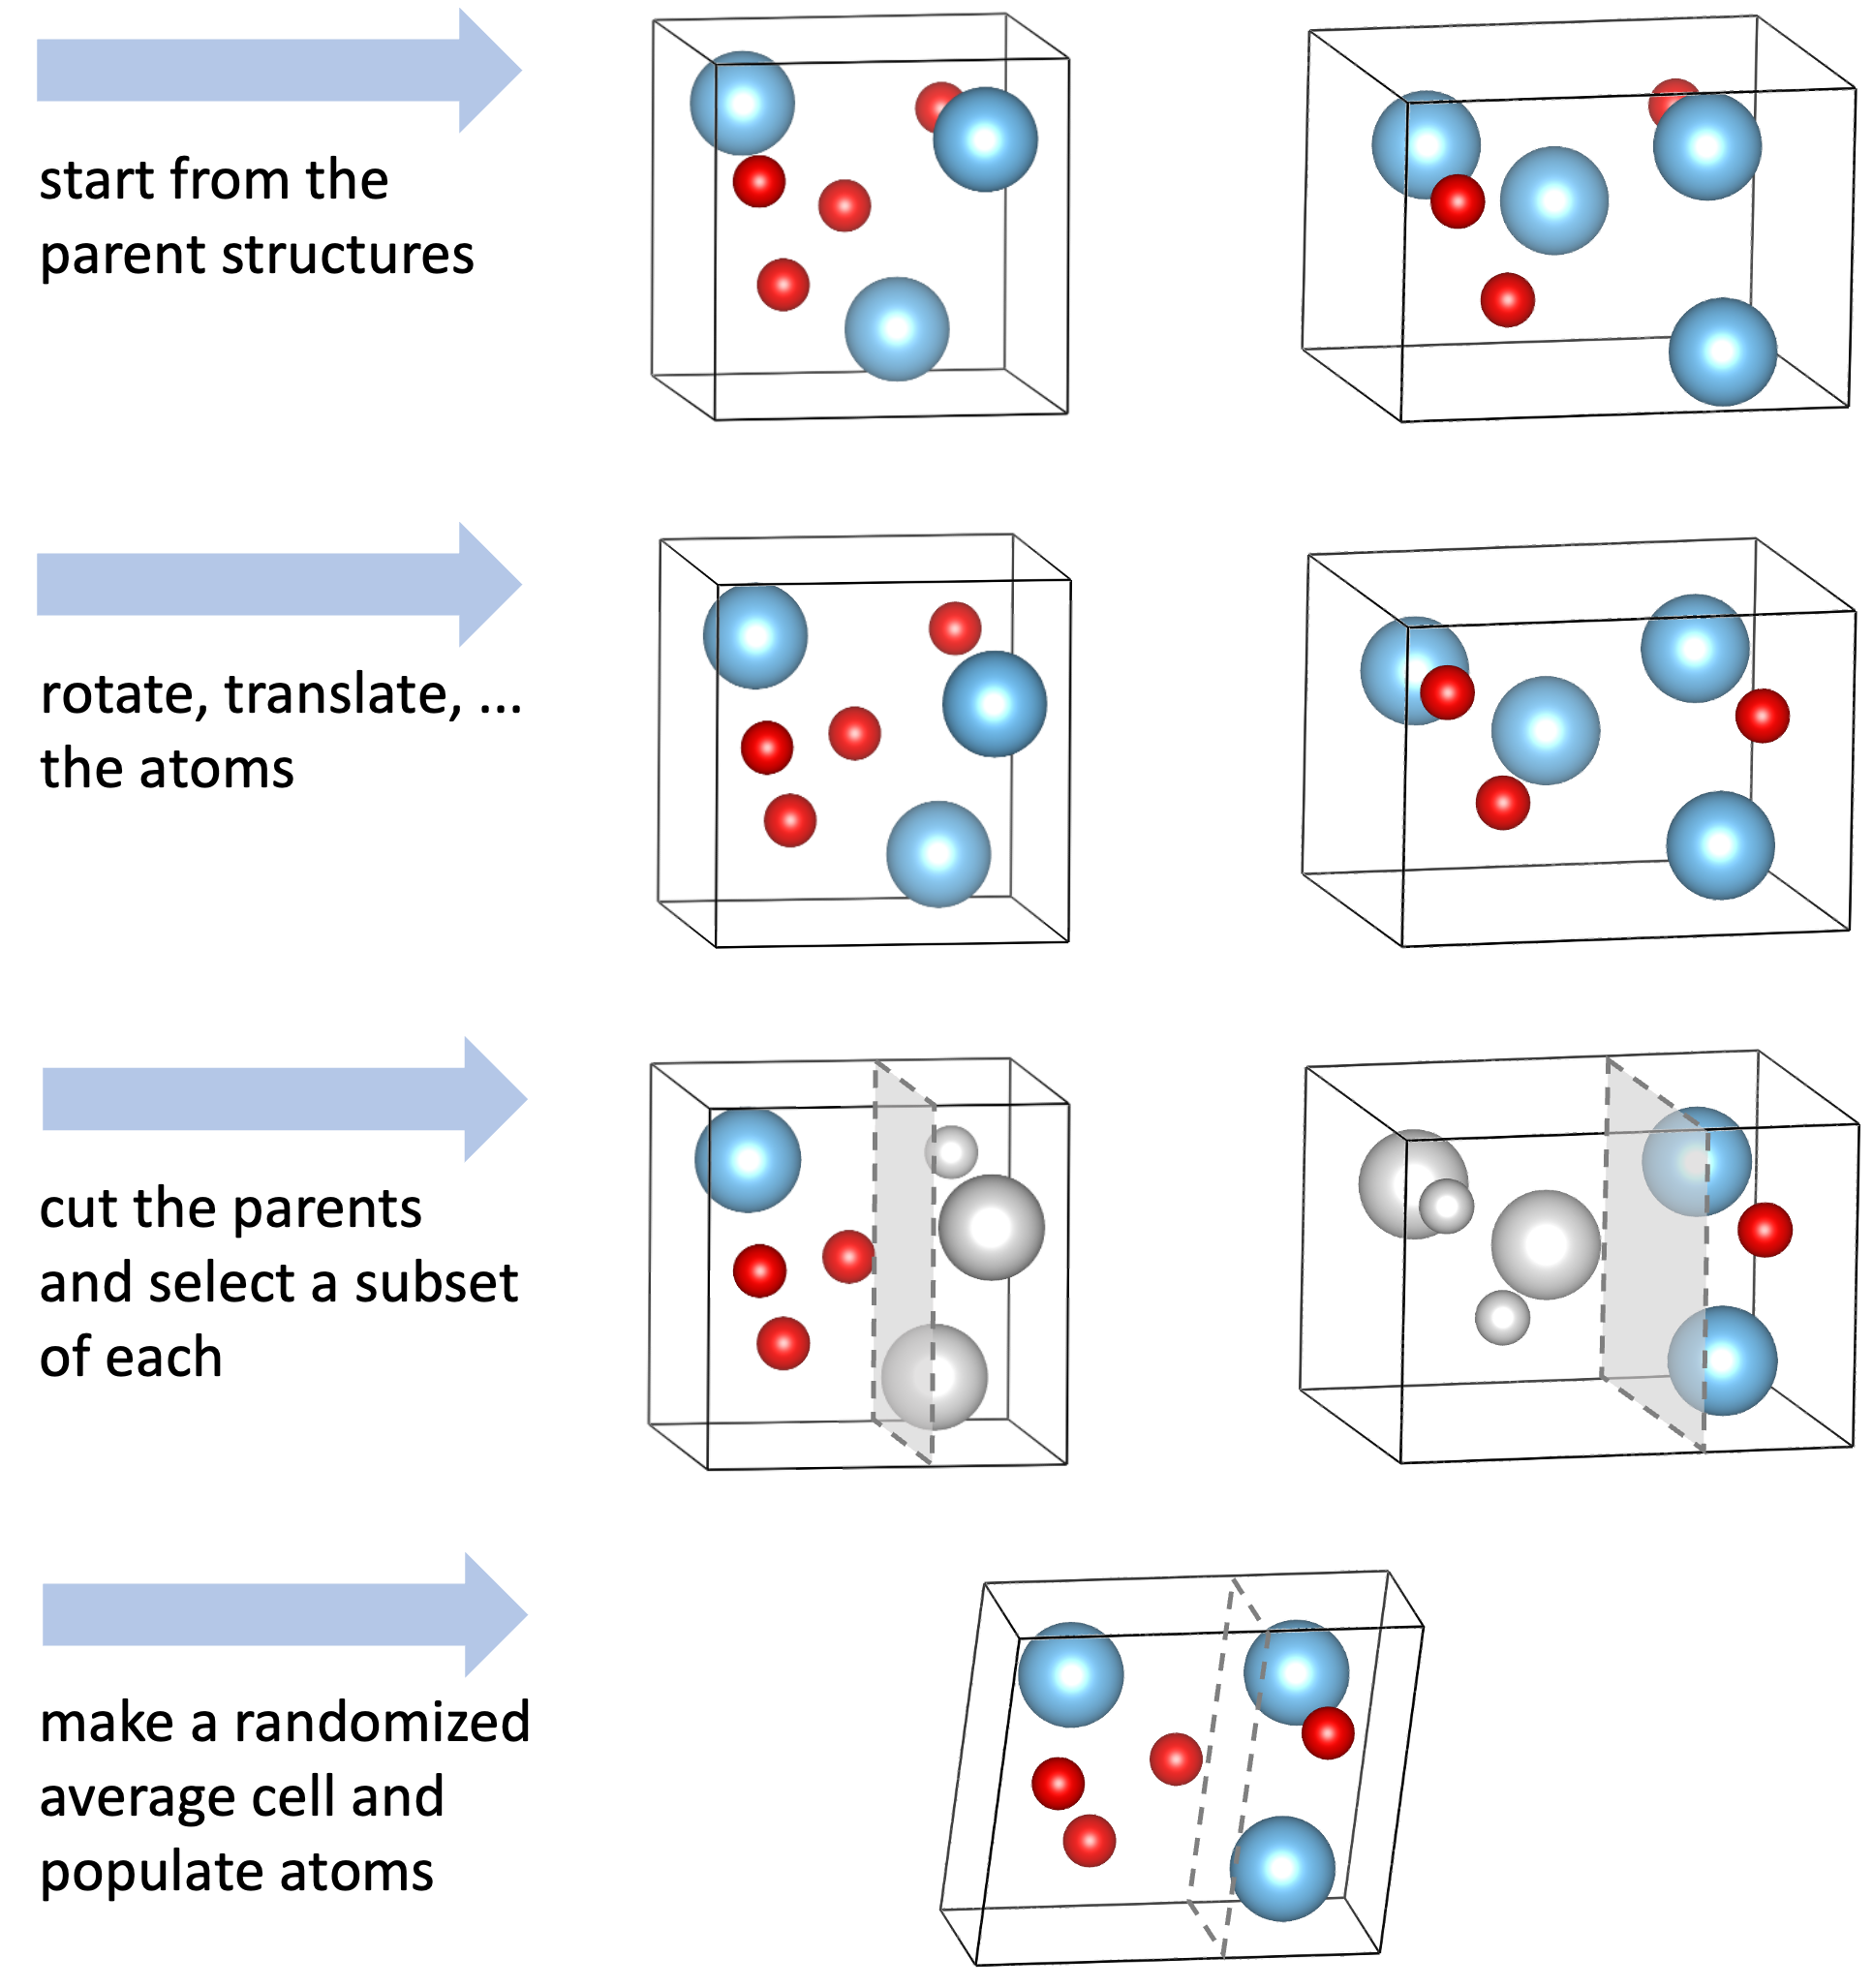 start from the
parent structures
rotate, translate, ...
the atoms
cut the parents
and select a subset
of each
make a randomized
average cell and
populate atoms